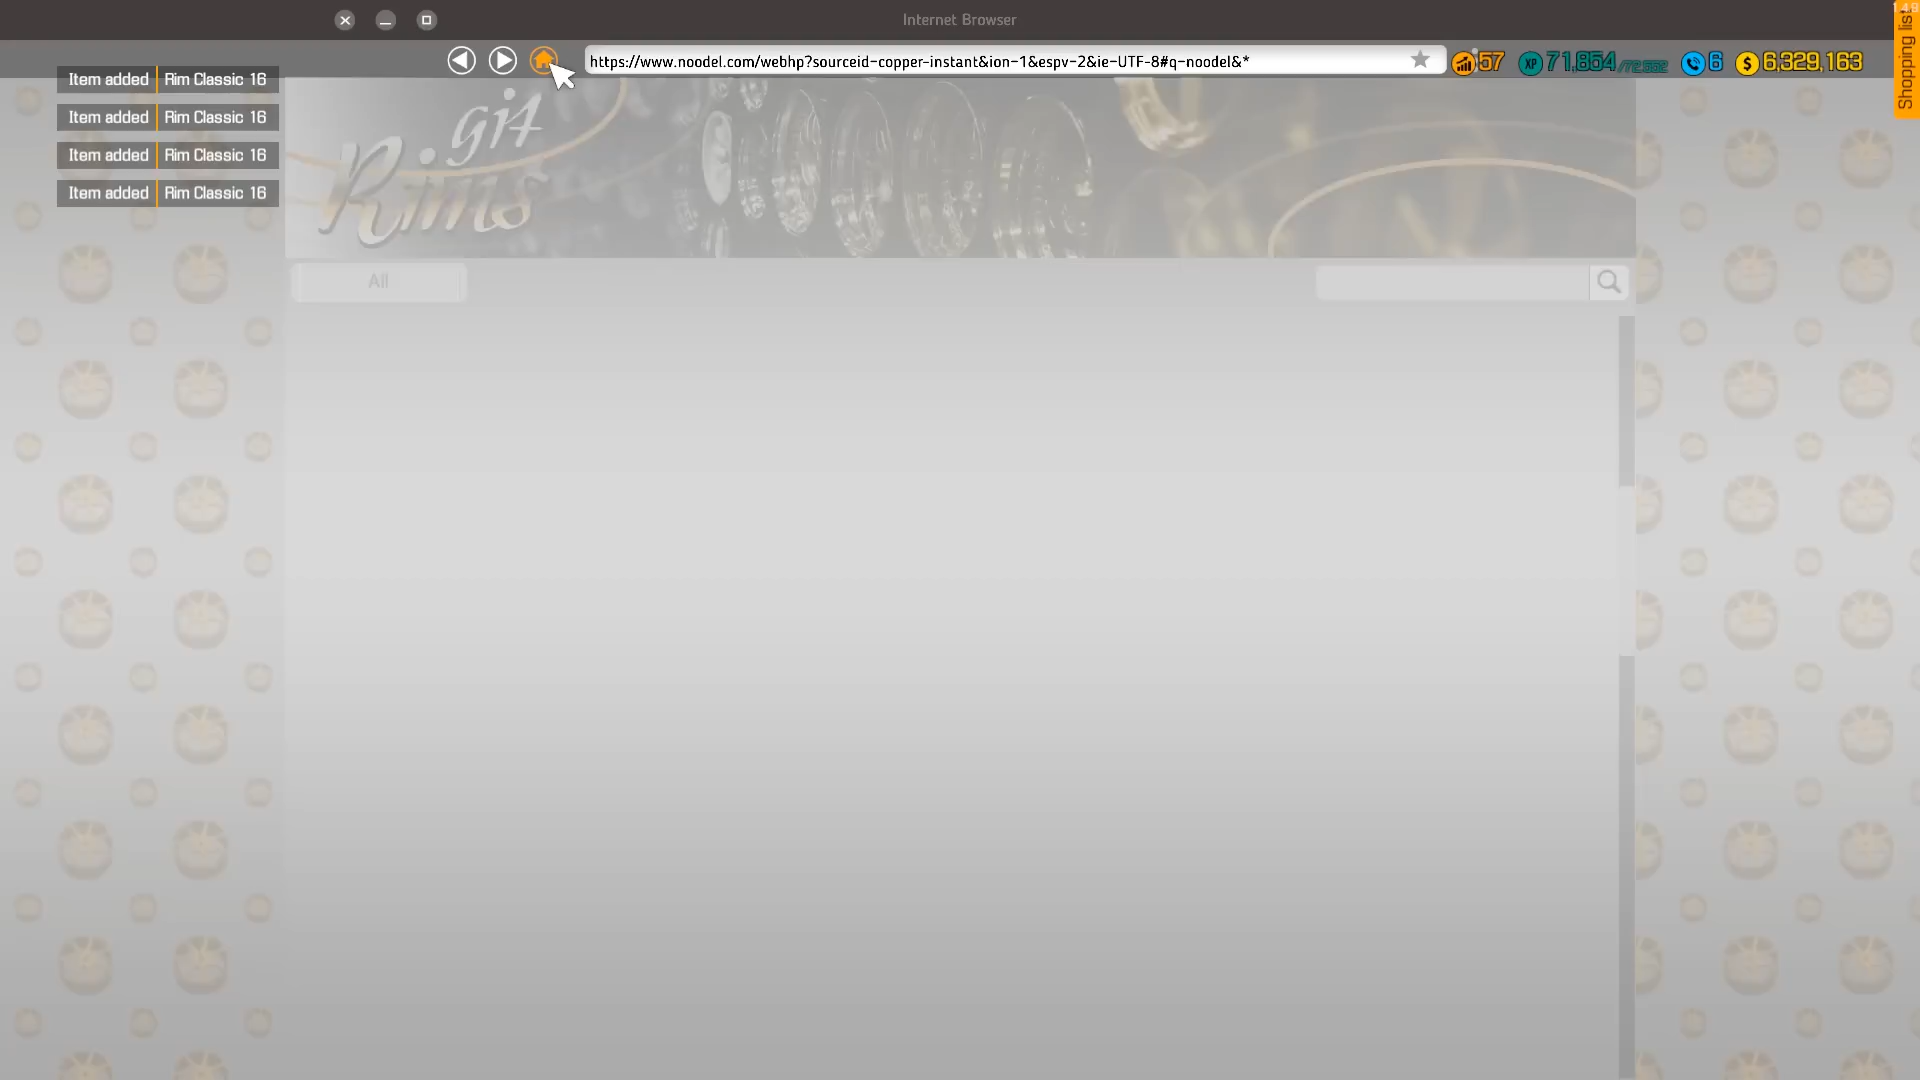 Internet Browser
https://www.noodel.com/webhp?sourceid-copper-instant&ion-1&espv-2&ie-UTF-8#q-noodel&*
57
XP 71,854
6
$ 6,329,163
Shopping list
Item added Rim Classic 16
Item added Rim Classic 16
Item added Rim Classic 16
Item added Rim Classic 16
git
Rims
All